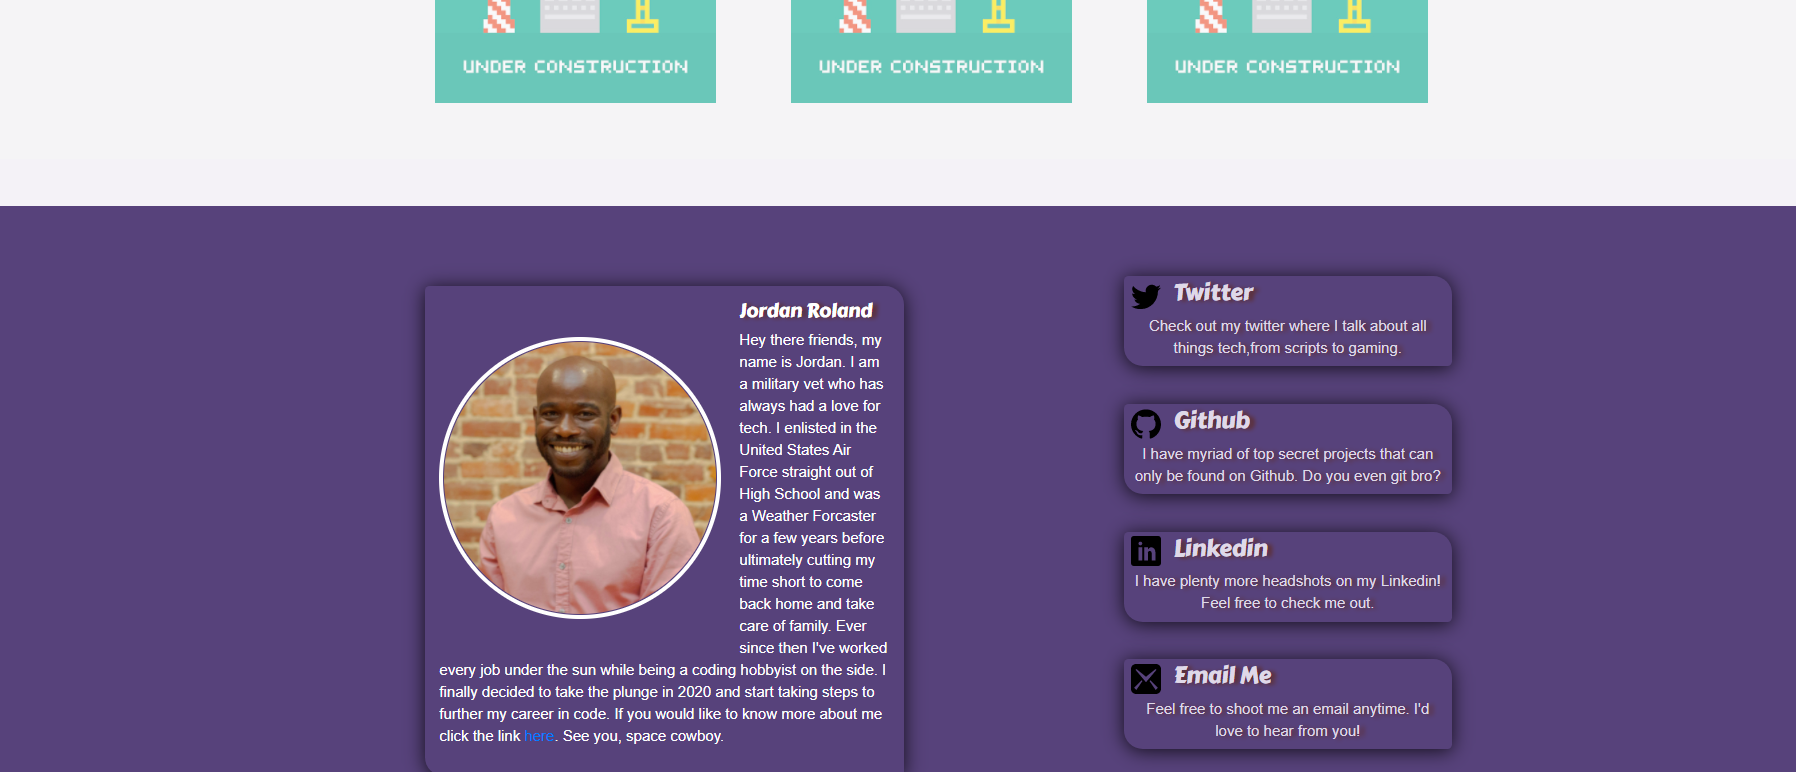 UNDER CONSTRUCTION
UNDER CONSTRUCTION
UNDER CONSTRUCTION
Jordan Roland
Hey there friends, my
name is Jordan. I am
a military vet who has
always had a love for
tech. I enlisted in the
United States Air
Force straight out of
High School and was
a Weather Forcaster
for a few years before
ultimately cutting my
time short to come
back home and take
care of family. Ever
since then I've worked
every job under the sun while being a coding hobbyist on the side. I
finally decided to take the plunge in 2020 and start taking steps to
further my career in code. If you would like to know more about me
click the link here. See you, space cowboy.
Twitter
Check out my twitter where I talk about all
things tech,from scripts to gaming.
Github
I have myriad of top secret projects that can
only be found on Github. Do you even git bro?
in
Linkedin
I have plenty more headshots on my Linkedin!
Feel free to check me out.
Email Me
Feel free to shoot me an email anytime. I'd
love to hear from you!